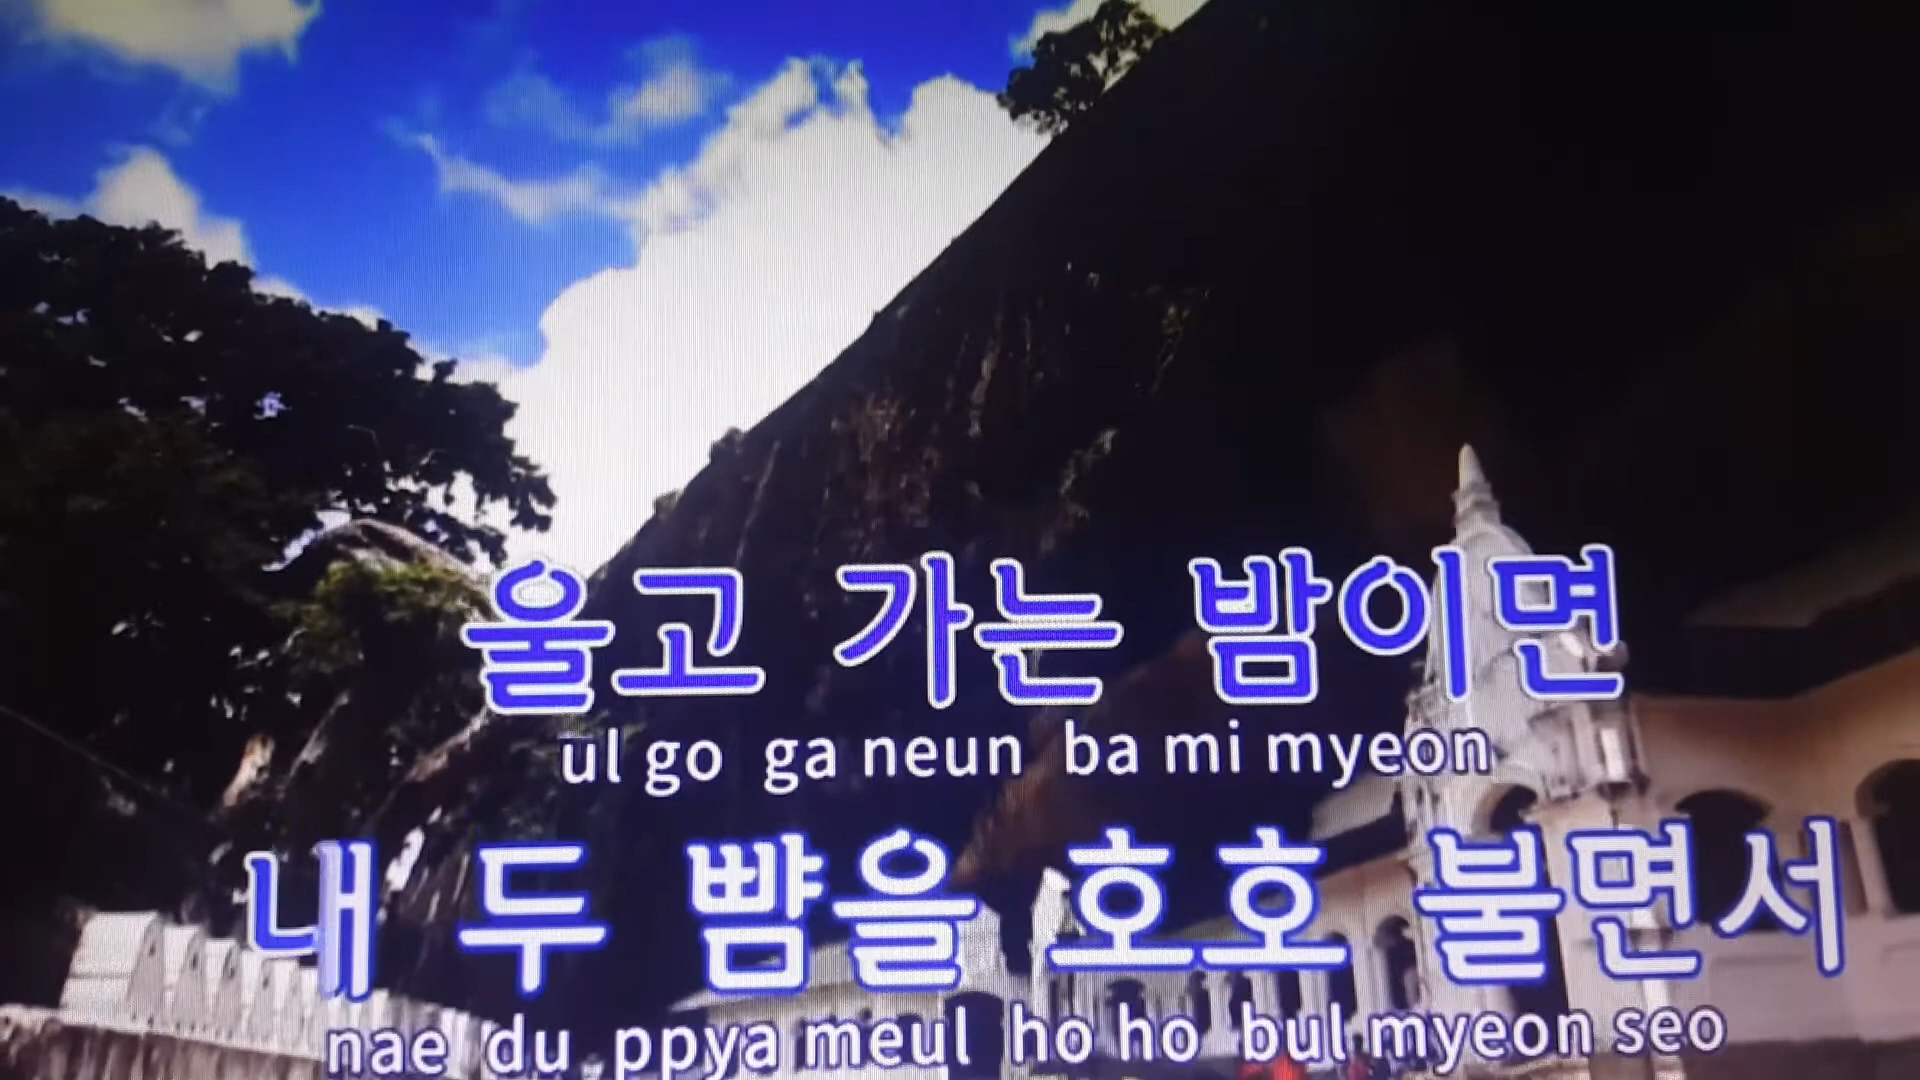 울고 가는 밤이면
ul go ga neun ba mi myeon
내 두 뺨을 호호 불면서
nae du ppya meul ho ho bul myeon seo